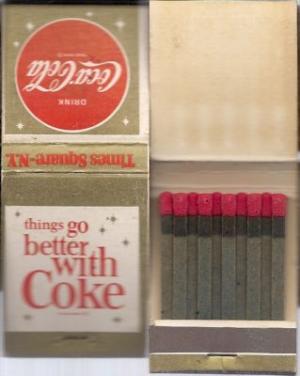 DRINK
Coca-Cola
Times Square-N.Y.
things go
better
with
Coke